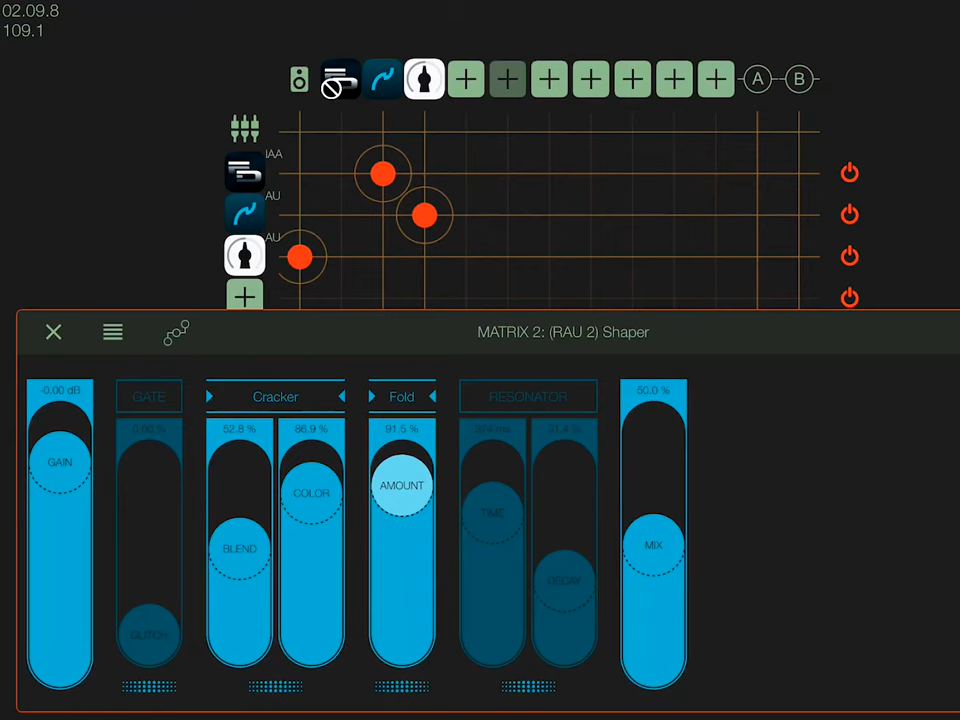 02.09.8
109.1
A B
IAA
AU
AU
MATRIX 2: (RAU 2) Shaper
-0.00 dB GATE Cracker Fold RESONATOR 50.0 %
0.00 % 52.8 % 86.9 % 91.5 % 51.4 %
GAIN GLITCH BLEND COLOR AMOUNT TIME DECAY MIX